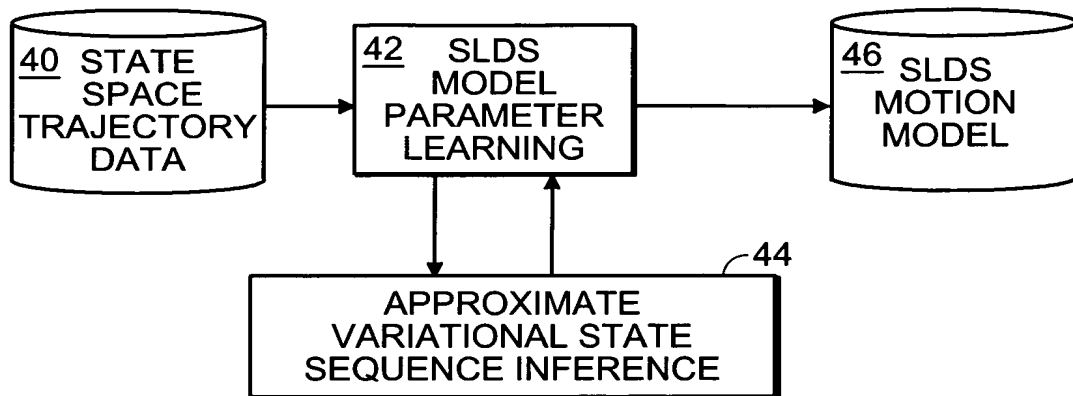 40 STATE
SPACE
TRAJECTORY
DATA
42 SLDS
MODEL
PARAMETER
LEARNING
46 SLDS
MOTION
MODEL
44
APPROXIMATE
VARIATIONAL STATE
SEQUENCE INFERENCE